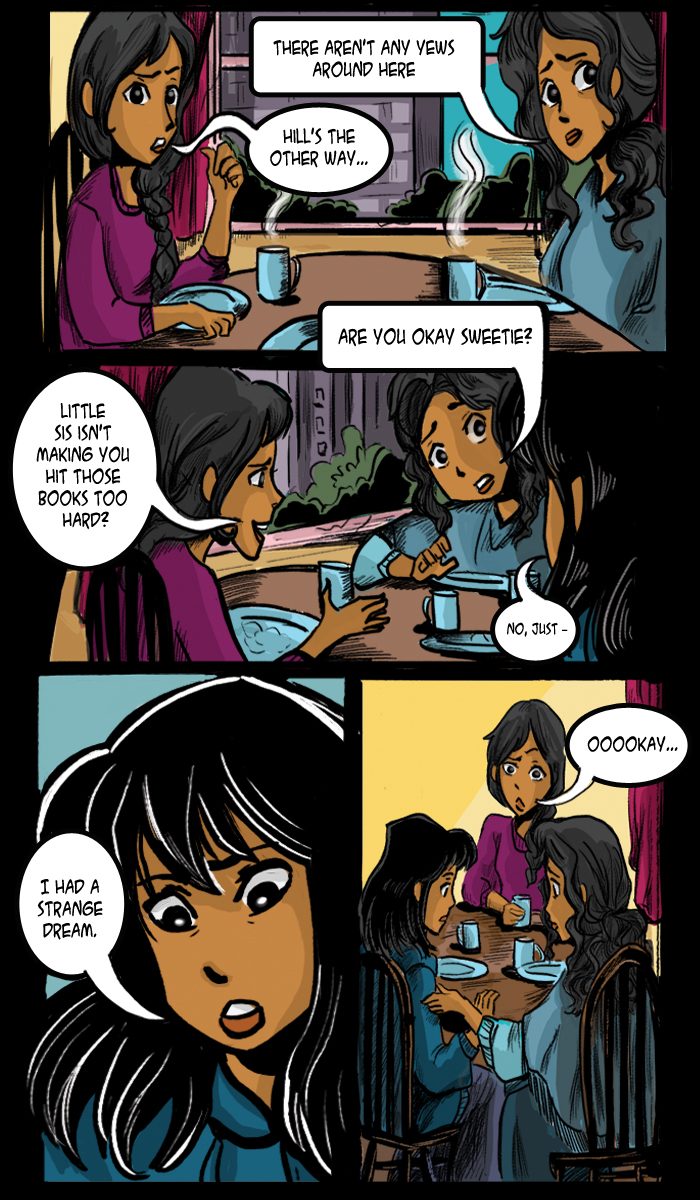 THERE AREN'T ANY YEWS
AROUND HERE
HILL'S THE
OTHER WAY...
ARE YOU OKAY SWEETIE?
LITTLE
SIS ISN'T
MAKING YOU
HIT THOSE
BOOKS TOO
HARD?
NO, JUST -
I HAD A
STRANGE
DREAM.
OOOOKAY...